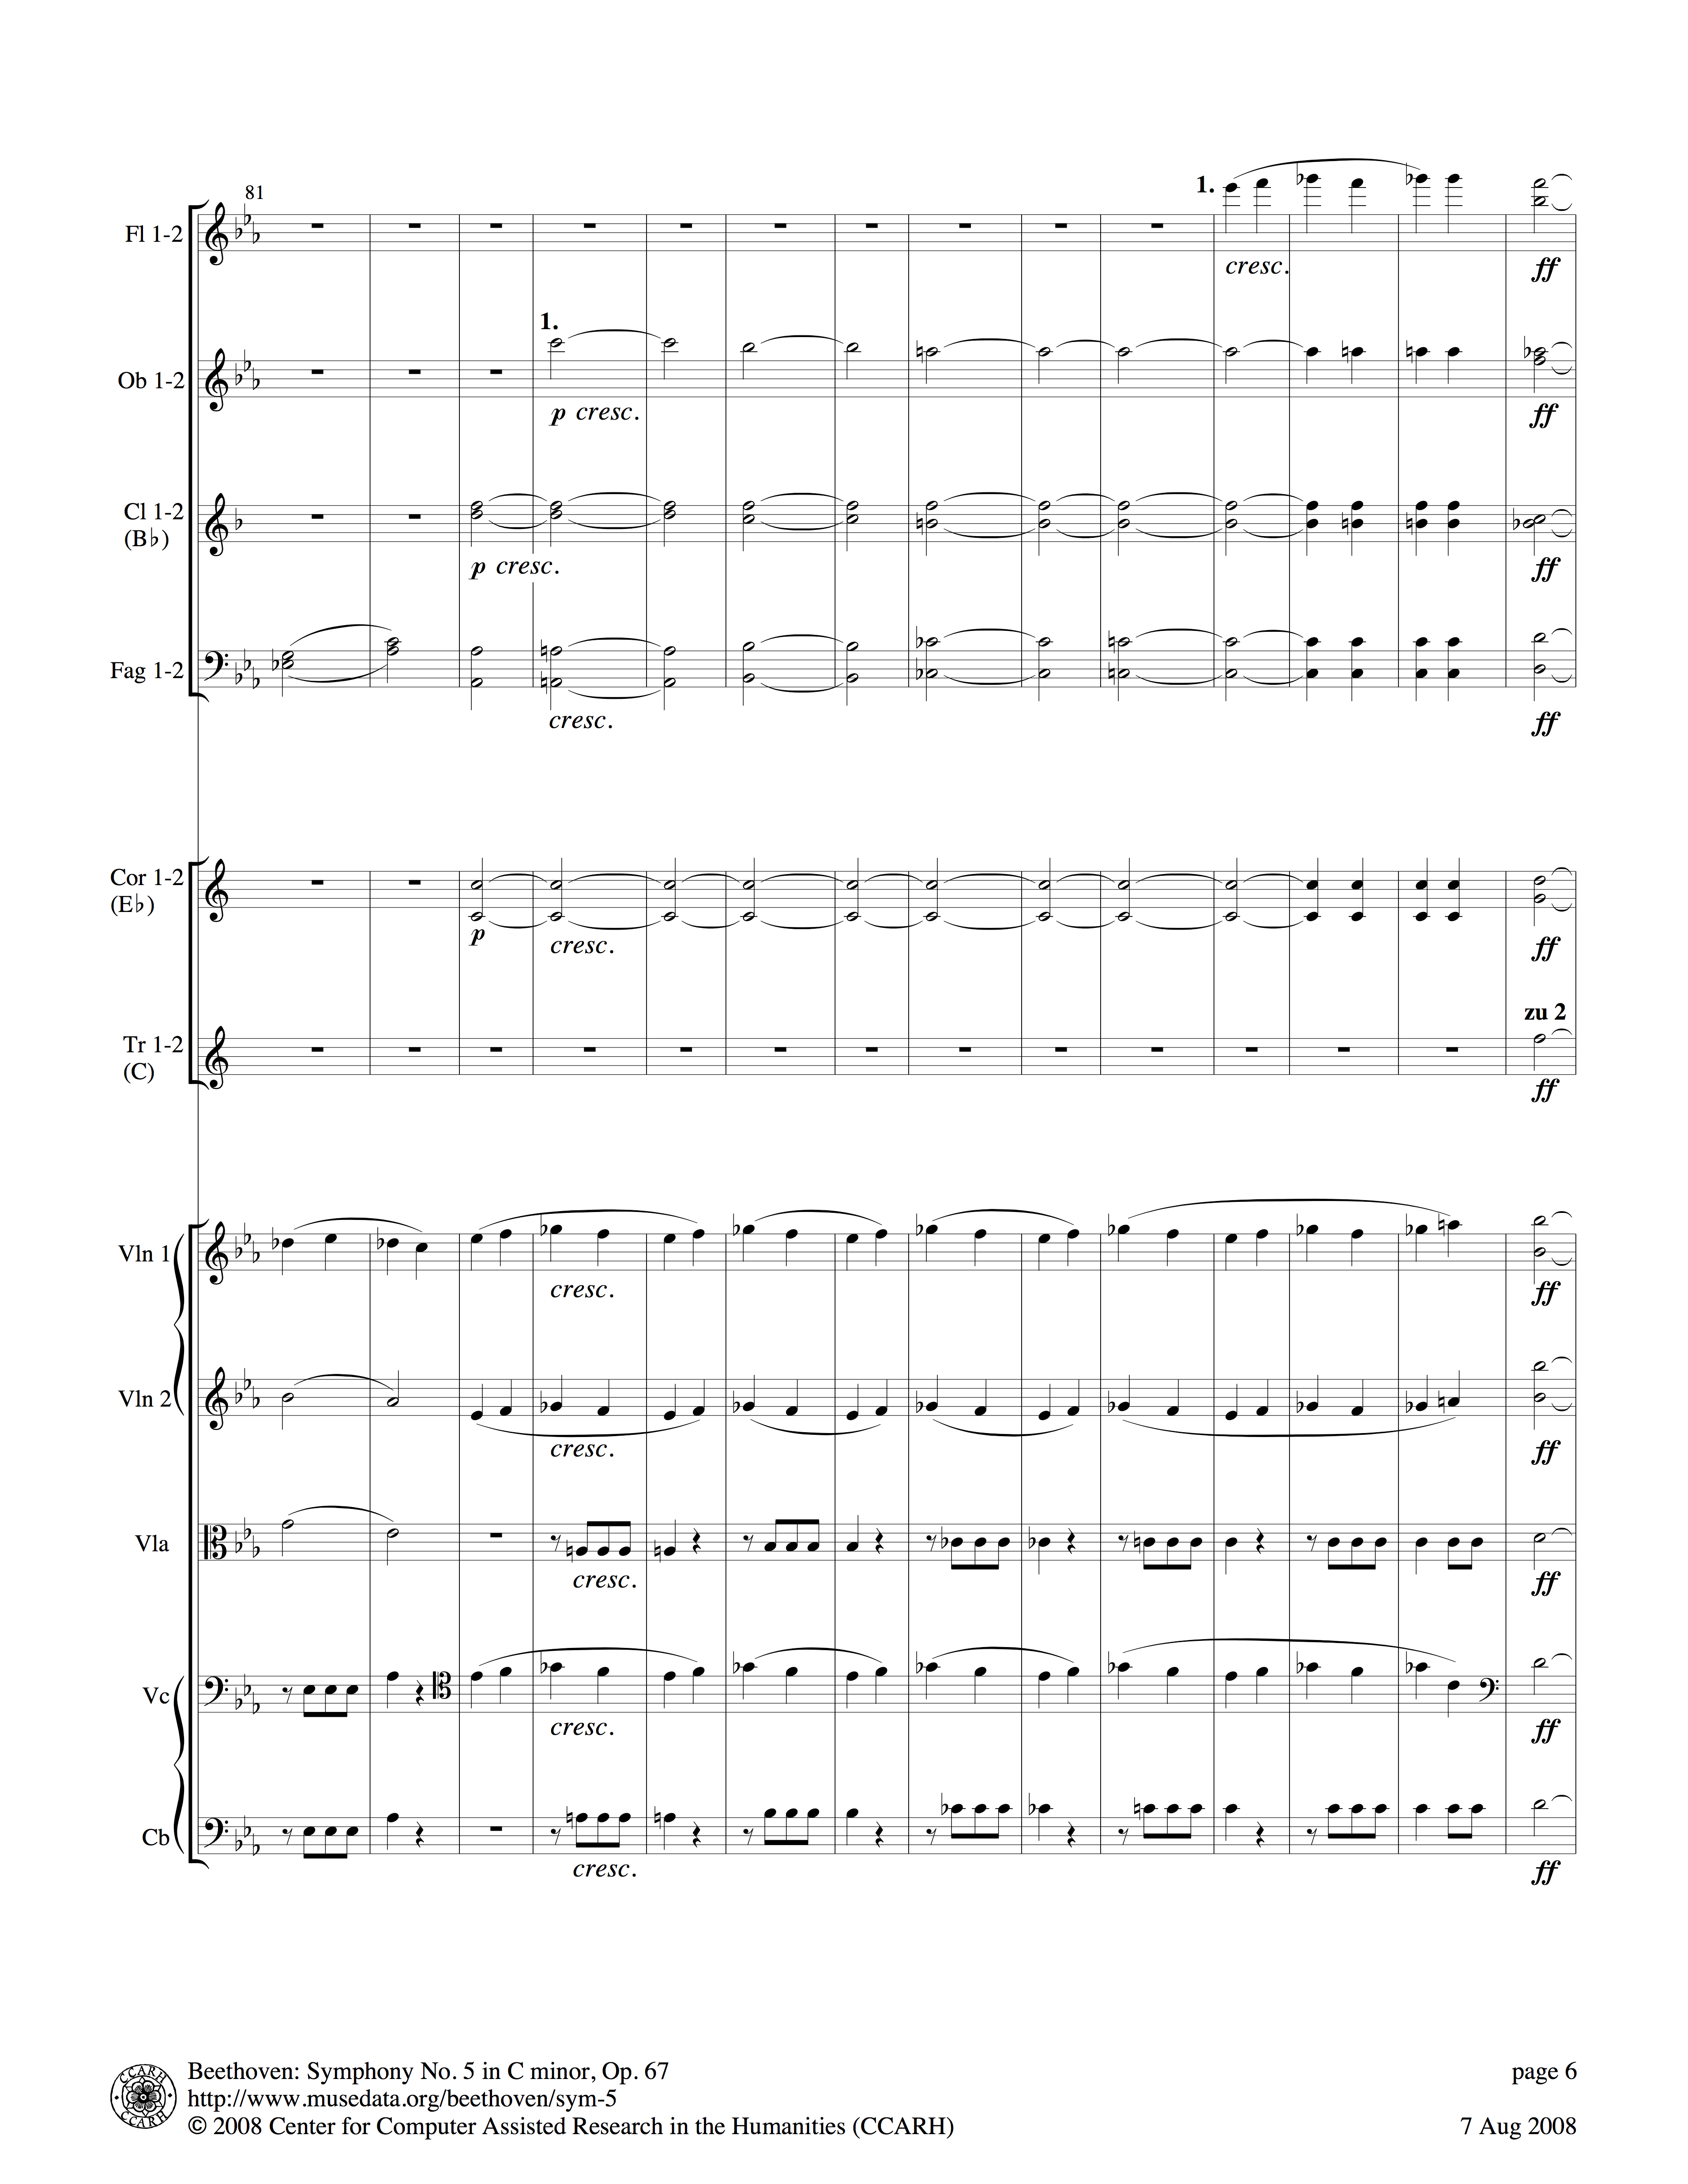 81
Fl 1-2
1.
cresc.
ff
Ob 1-2
1.
p cresc.
ff
Cl 1-2
(B♭)
p cresc.
ff
Fag 1-2
cresc.
ff
Cor 1-2
(E♭)
p
cresc.
ff
Tr 1-2
(C)
zu 2
ff
Vln 1
cresc.
ff
Vln 2
cresc.
ff
Vla
cresc.
ff
Vc
cresc.
ff
Cb
cresc.
ff
CCARH
CCARH
Beethoven: Symphony No. 5 in C minor, Op. 67
page 6
http://www.musedata.org/beethoven/sym-5
© 2008 Center for Computer Assisted Research in the Humanities (CCARH)
7 Aug 2008